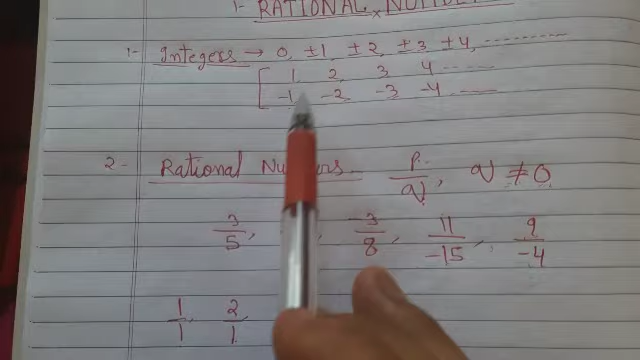 1- RATIONAL NUMBER
1- Integers → 0, ±1, ±2, ±3, ±4, ----------
1, 2, 3, 4 -----
-1, -2, -3, -4 -----
2- Rational p/q, q ≠ 0
3/5, -3/8, 11/-15, 9/-4
1/1, 2/1